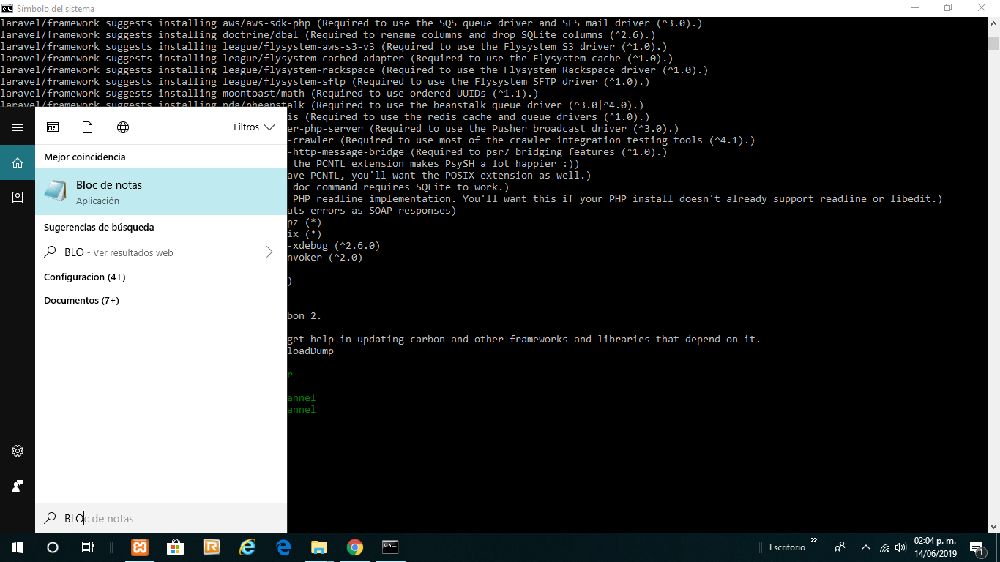 Símbolo del sistema
laravel/framework suggests installing aws/aws-sdk-php (Required to use the SQS queue driver and SES mail driver (^3.0).)
laravel/framework suggests installing doctrine/dbal (Required to rename columns and drop SQLite columns (^2.6).)
laravel/framework suggests installing league/flysystem-aws-s3-v3 (Required to use the Flysystem S3 driver (^1.0).)
laravel/framework suggests installing league/flysystem-cached-adapter (Required to use the Flysystem cache (^1.0).)
laravel/framework suggests installing league/flysystem-rackspace (Required to use the Flysystem Rackspace driver (^1.0).)
laravel/framework suggests installing league/flysystem-sftp (Required to use the Flysystem SFTP driver (^1.0).)
laravel/framework suggests installing moontoast/math (Required to use ordered UUIDs (^1.1).)
laravel/framework suggests installing pda/pheanstalk (Required to use the beanstalk queue driver (^3.0|^4.0).)
is (Required to use the redis cache and queue drivers (^1.0).)
er-php-server (Required to use the Pusher broadcast driver (^3.0).)
-crawler (Required to use most of the crawler integration testing tools (^4.1).)
-http-message-bridge (Required to psr7 bridging features (^1.0).)
the PCNTL extension makes PsySH a lot happier :))
ave PCNTL, you'll want the POSIX extension as well.)
doc command requires SQLite to work.)
PHP readline implementation. You'll want this if your PHP install doesn't already support readline or libedit.)
ats errors as SOAP responses)
pz (*)
ix (*)
-xdebug (^2.6.0)
nvoker (^2.0)
)
bon 2.
get help in updating carbon and other frameworks and libraries that depend on it.
loadDump
r
annel
annel
Filtros
Mejor coincidencia
Bloc de notas
Aplicación
Sugerencias de búsqueda
BLO - Ver resultados web
Configuracion (4+)
Documentos (7+)
BLOc de notas
Escritorio
02:04 p. m.
14/06/2019
1